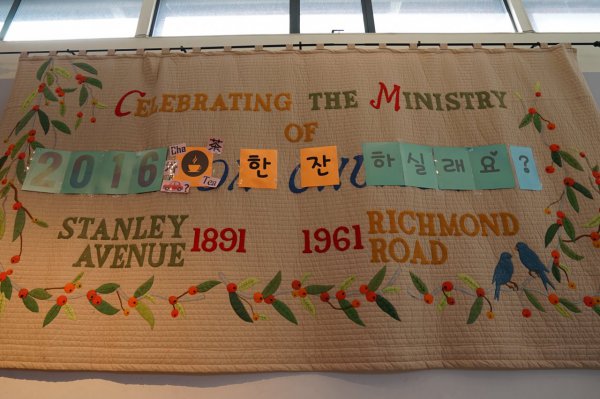 CELEBRATING THE MINISTRY
OF
2016 Cha 茶 Tea ? 한 잔 하실래요?
STANLEY AVENUE 1891
1961 RICHMOND ROAD